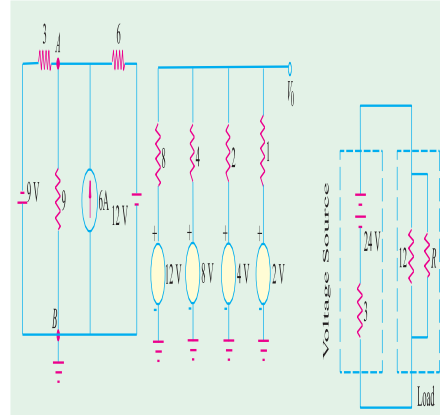 3
A
6
9 V
9
6A
12 V
B
V0
8
4
2
1
+
+
+
+
12 V
8 V
4 V
2 V
-
-
-
-
Voltage Source
24 V
3
12
R
Load